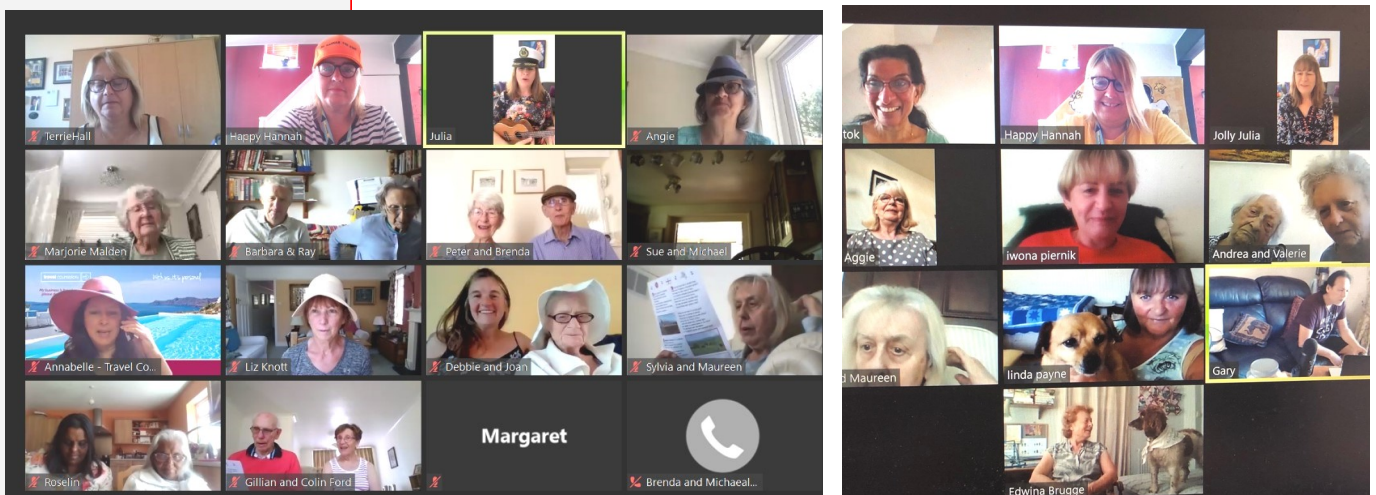 TerrieHall
Happy Hannah
Julia
Angie
Marjorie Malden
Barbara & Ray
Peter and Brenda
Sue and Michael
Annabelle - Travel Co...
Liz Knott
Debbie and Joan
Sylvia and Maureen
Roselin
Gillian and Colin Ford
Margaret
Brenda and Michaeal...
tok
Happy Hannah
Jolly Julia
Aggie
iwona piernik
Andrea and Valerie
d Maureen
linda payne
Gary
Edwina Brugge